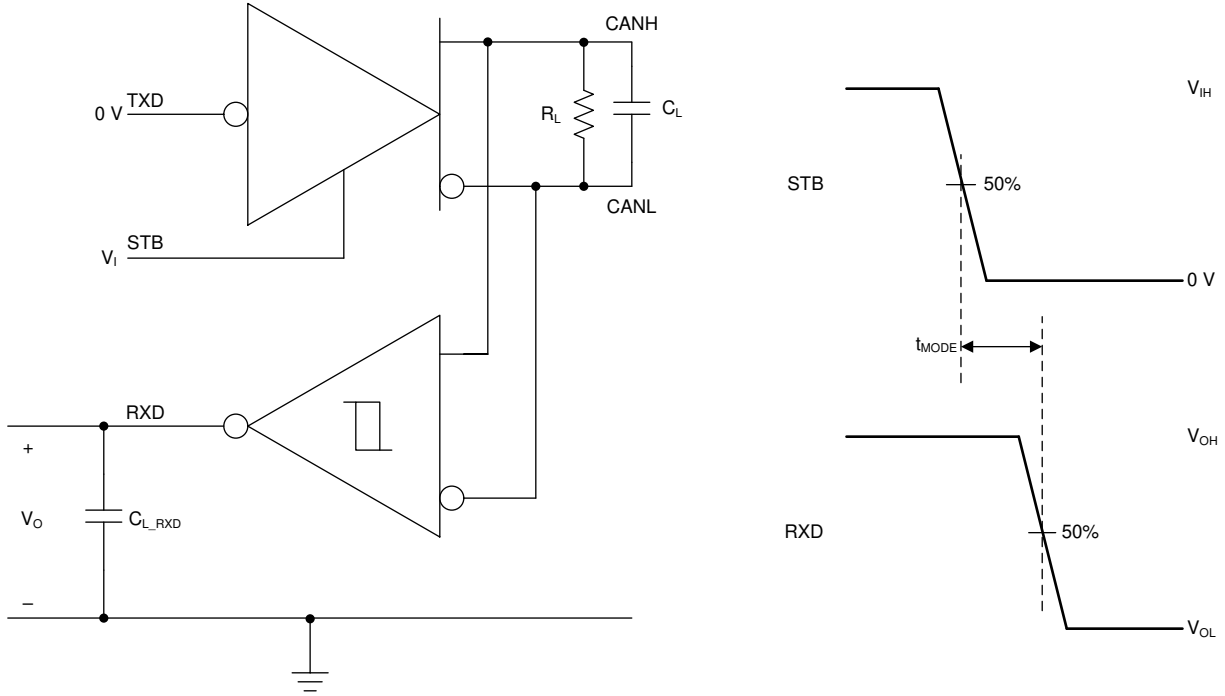 CANH
TXD
0 V
R_L
C_L
CANL
STB
V_I
RXD
+
V_O
C_L_RXD
–
V_IH
STB
50%
0 V
t_MODE
V_OH
RXD
50%
V_OL